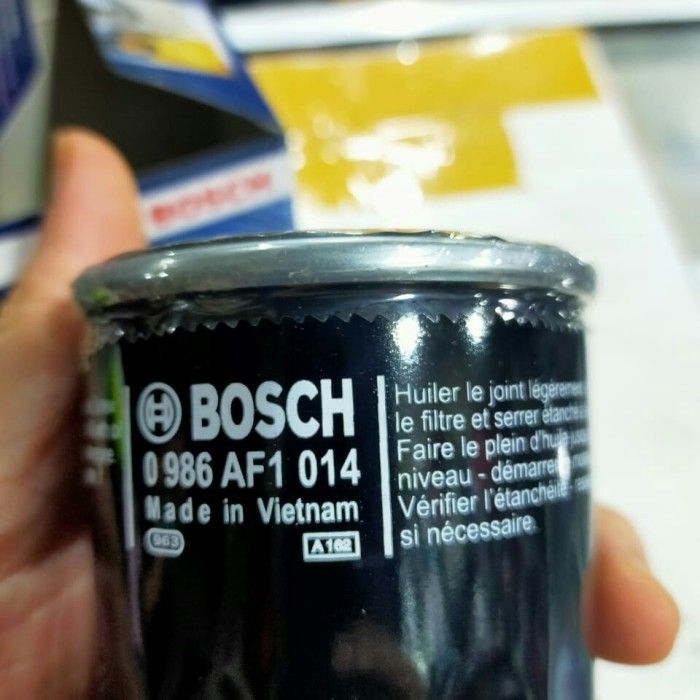 BOSCH
BOSCH
0 986 AF1 014
Made in Vietnam
963
A162
Huiler le joint légèrement
le filtre et serrer étanche
Faire le plein d'huile
niveau - démarrer
Vérifier l'étanchéité -
si nécessaire.